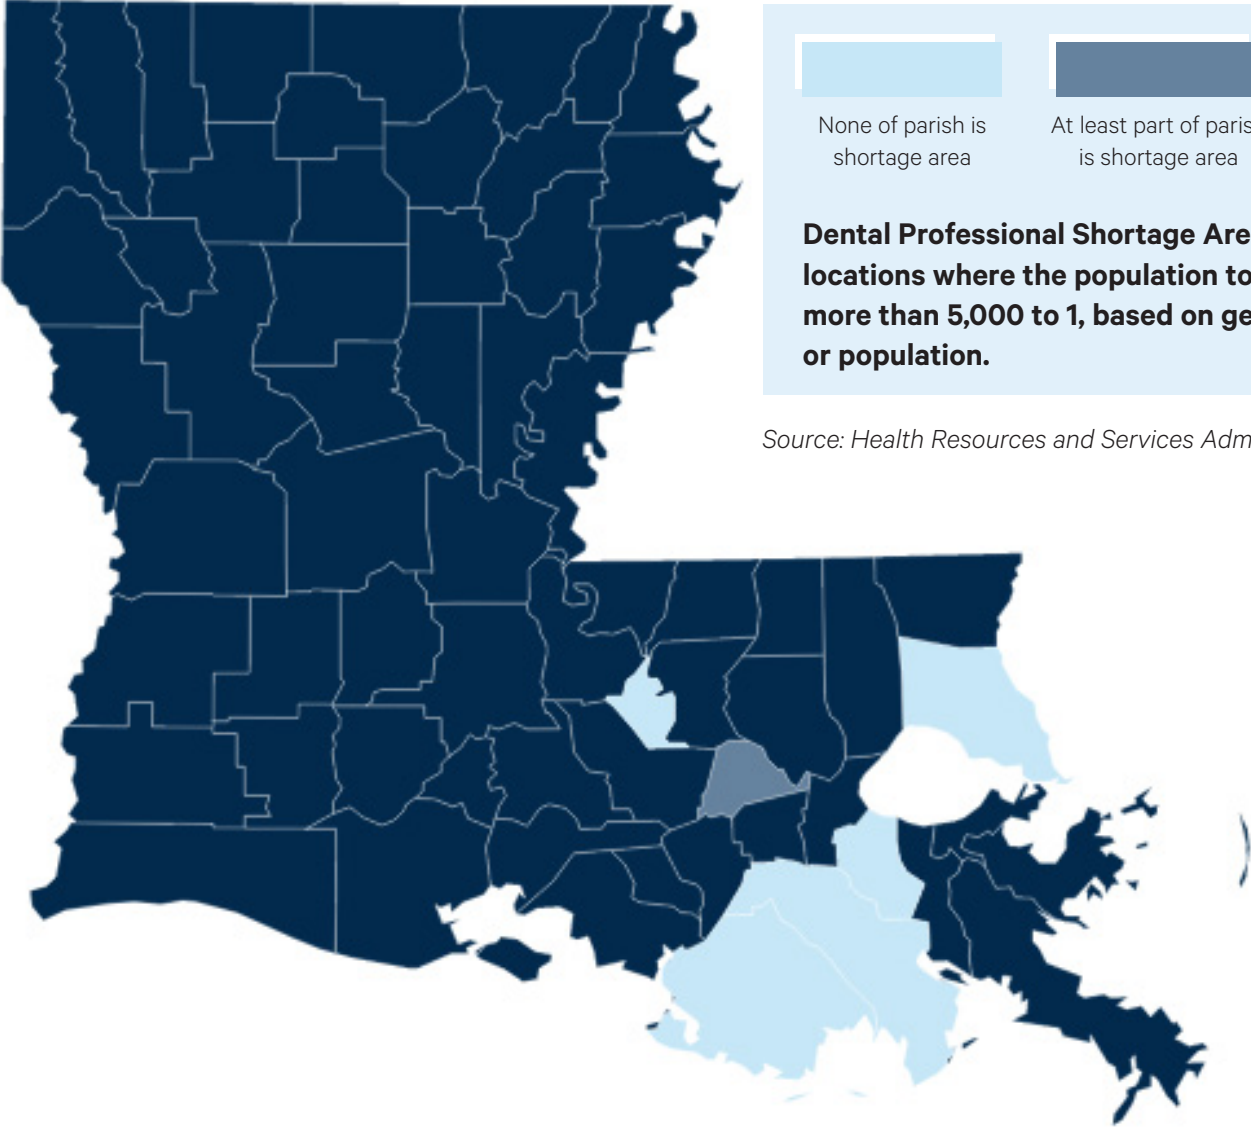 None of parish is
shortage area
At least part of paris
is shortage area
Dental Professional Shortage Are
locations where the population to
more than 5,000 to 1, based on ge
or population.
Source: Health Resources and Services Adm